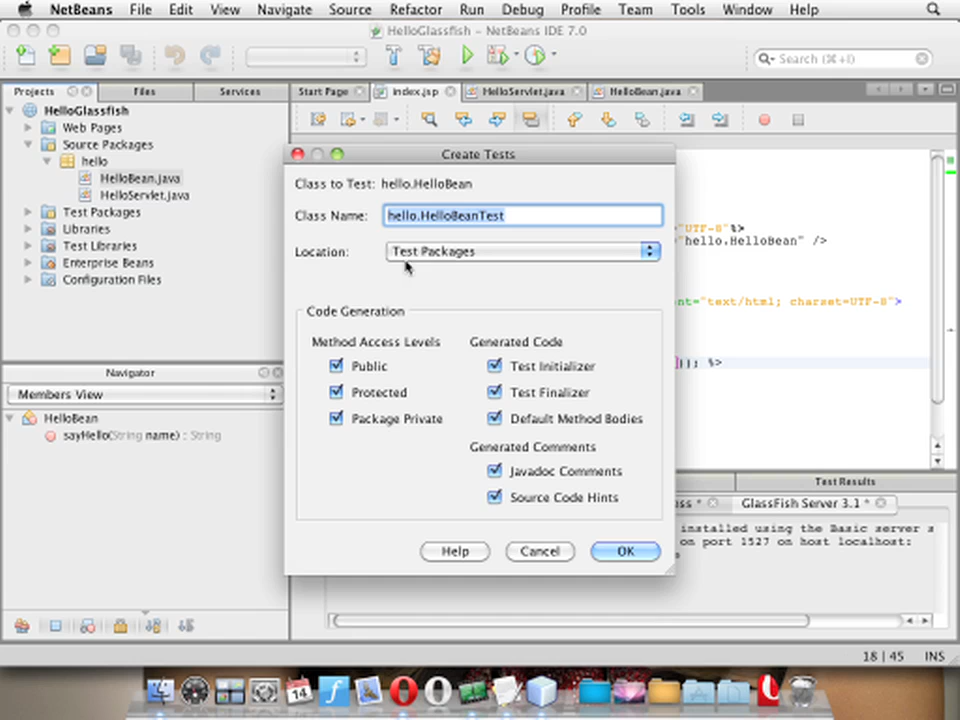 NetBeans File Edit View Navigate Source Refactor Run Debug Profile Team Tools Window Help
HelloGlassfish – NetBeans IDE 7.0
Search (⌘+I)
Projects Files Services
Start Page index.jsp HelloServlet.java HelloBean.java
HelloGlassfish
Web Pages
Source Packages
hello
HelloBean.java
HelloServlet.java
Test Packages
Libraries
Test Libraries
Enterprise Beans
Configuration Files
Navigator
Members View
HelloBean
sayHello(String name) : String
Create Tests
Class to Test: hello.HelloBean
Class Name: hello.HelloBeanTest
Location: Test Packages
Code Generation
Method Access Levels
Public
Protected
Package Private
Generated Code
Test Initializer
Test Finalizer
Default Method Bodies
Generated Comments
Javadoc Comments
Source Code Hints
Help Cancel OK
="UTF-8"%>
"hello.HelloBean" />
nt="text/html; charset=UTF-8">
)); %>
Test Results
ss * GlassFish Server 3.1 *
installed using the Basic server s
on port 1527 on host localhost:
s
18 | 45 INS
14